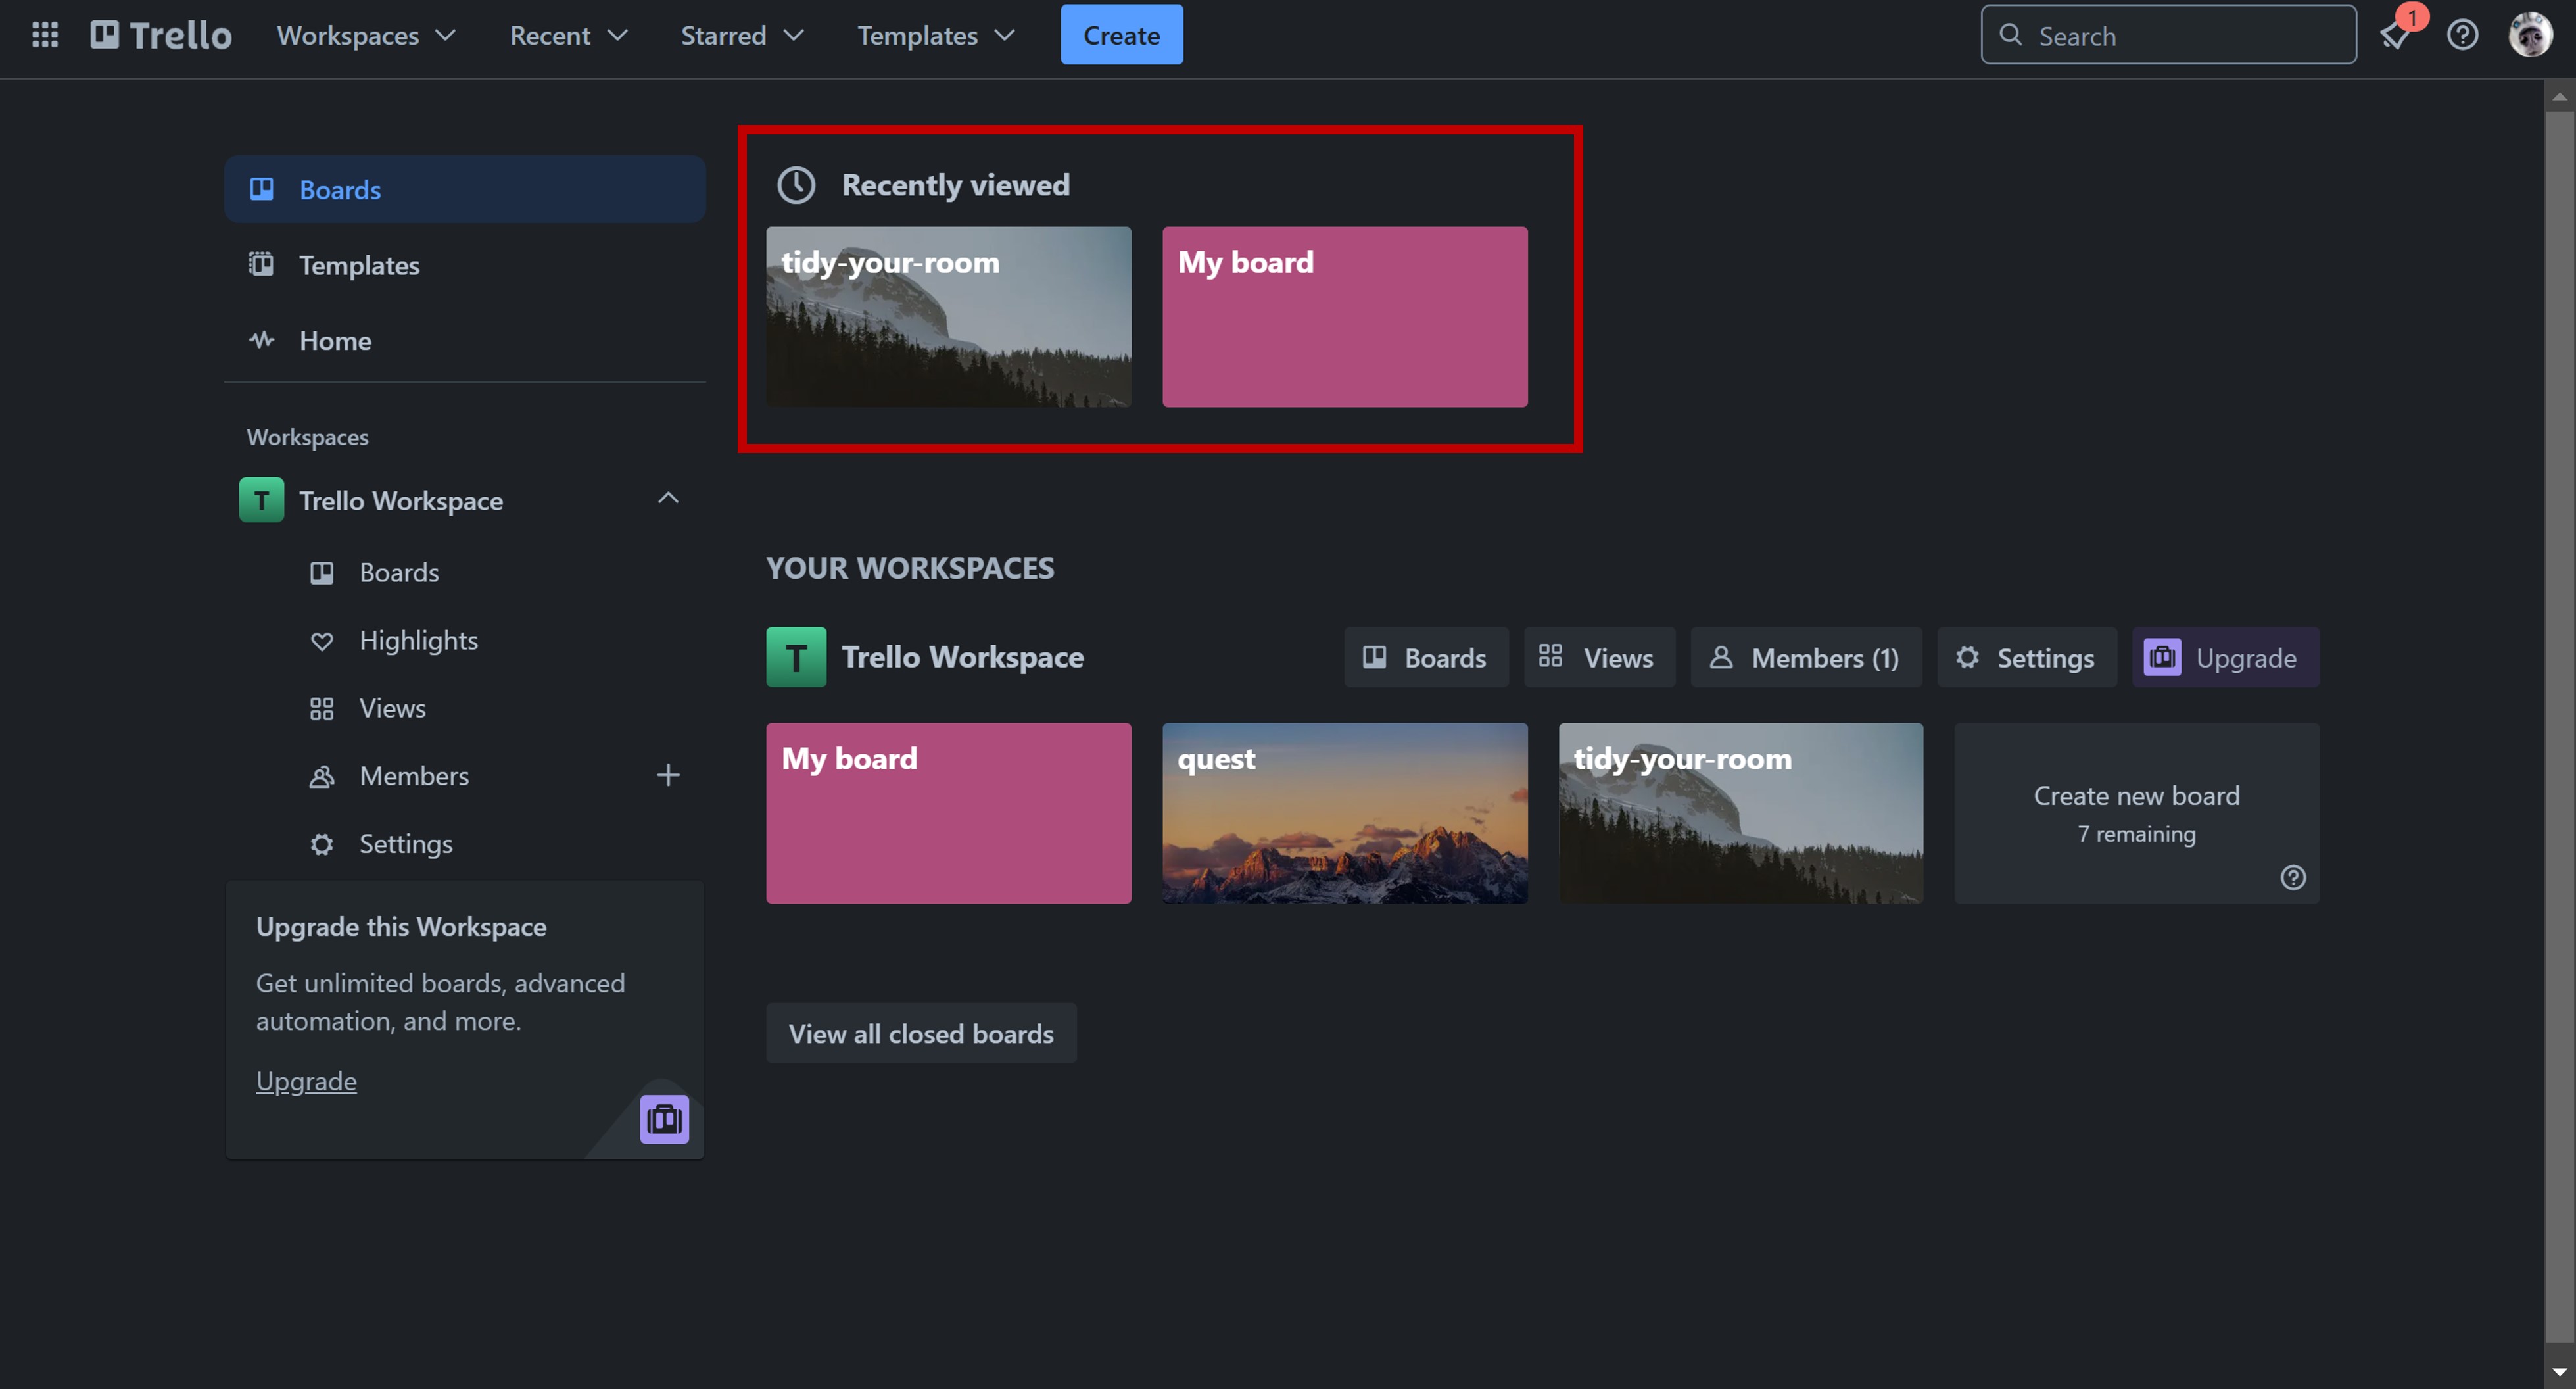 Trello
Workspaces
Recent
Starred
Templates
Create
Search
1
Boards
Templates
Home
Workspaces
T
Trello Workspace
Boards
Highlights
Views
Members
Settings
Upgrade this Workspace
Get unlimited boards, advanced
automation, and more.
Upgrade
Recently viewed
tidy-your-room
My board
YOUR WORKSPACES
T
Trello Workspace
Boards
Views
Members (1)
Settings
Upgrade
My board
quest
tidy-your-room
Create new board
7 remaining
View all closed boards